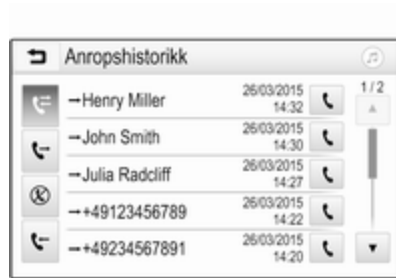 Anropshistorikk
1/2
→Henry Miller 26/03/2015 14:32
→John Smith 26/03/2015 14:30
→Julia Radcliff 26/03/2015 14:27
→+49123456789 26/03/2015 14:22
→+49234567891 26/03/2015 14:20